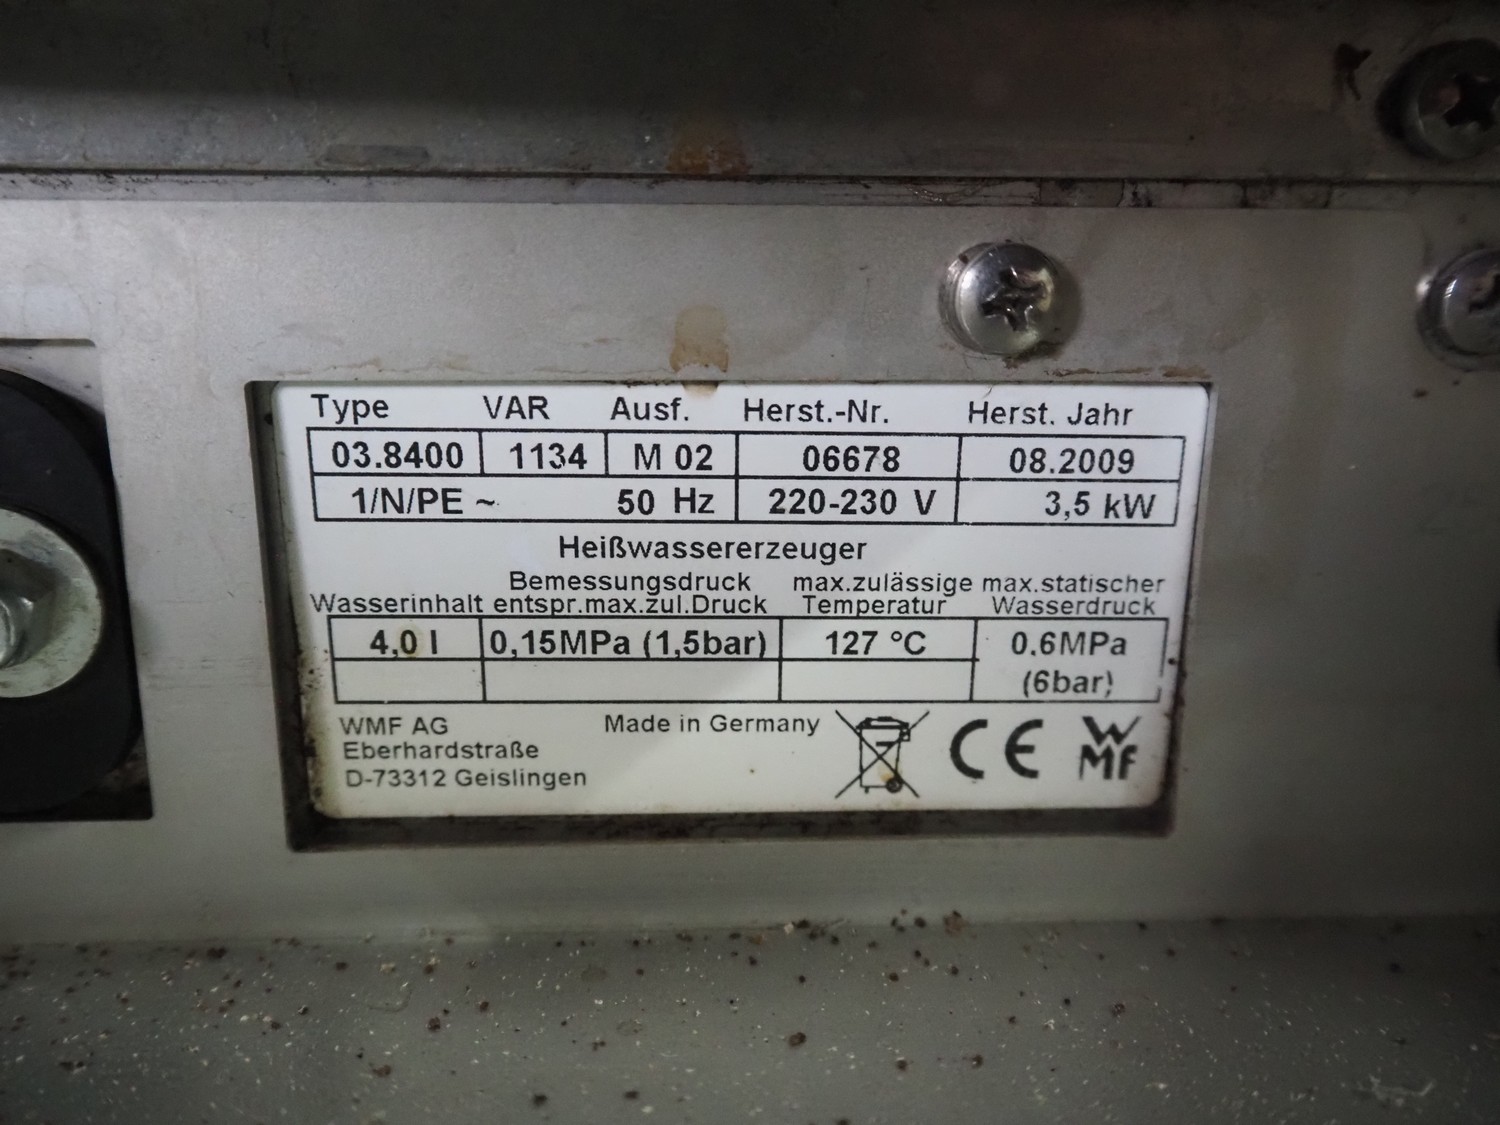 Type VAR Ausf. Herst.-Nr. Herst. Jahr
03.8400 1134 M 02 06678 08.2009
1/N/PE ~ 50 Hz 220-230 V 3,5 kW
Heißwassererzeuger
Bemessungsdruck max.zulässige max.statischer
Wasserinhalt entspr.max.zul.Druck Temperatur Wasserdruck
4,0 l 0,15MPa (1,5bar) 127 °C 0.6MPa
(6bar)
WMF AG Made in Germany
Eberhardstraße
D-73312 Geislingen
CE WMF